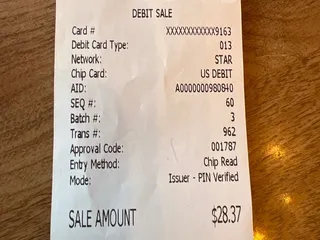 DEBIT SALE
Card # XXXXXXXXXXXX9163
Debit Card Type: 013
Network: STAR
Chip Card: US DEBIT
AID: A0000000980840
SEQ #: 60
Batch #: 3
Trans #: 962
Approval Code: 001787
Entry Method: Chip Read
Mode: Issuer - PIN Verified
SALE AMOUNT $28.37